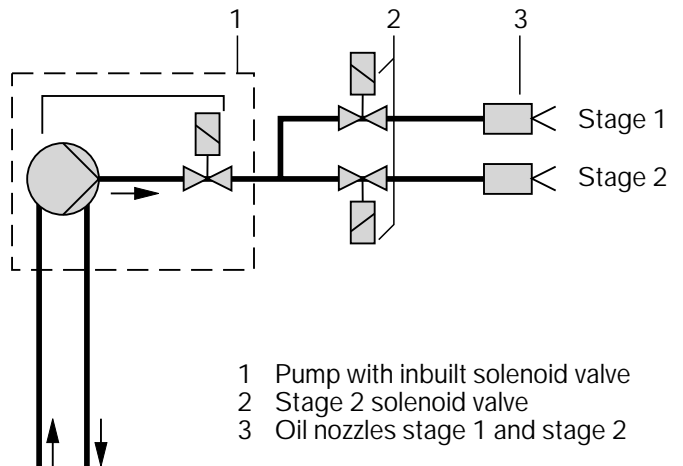 1 2 3
Stage 1
Stage 2
1 Pump with inbuilt solenoid valve
2 Stage 2 solenoid valve
3 Oil nozzles stage 1 and stage 2